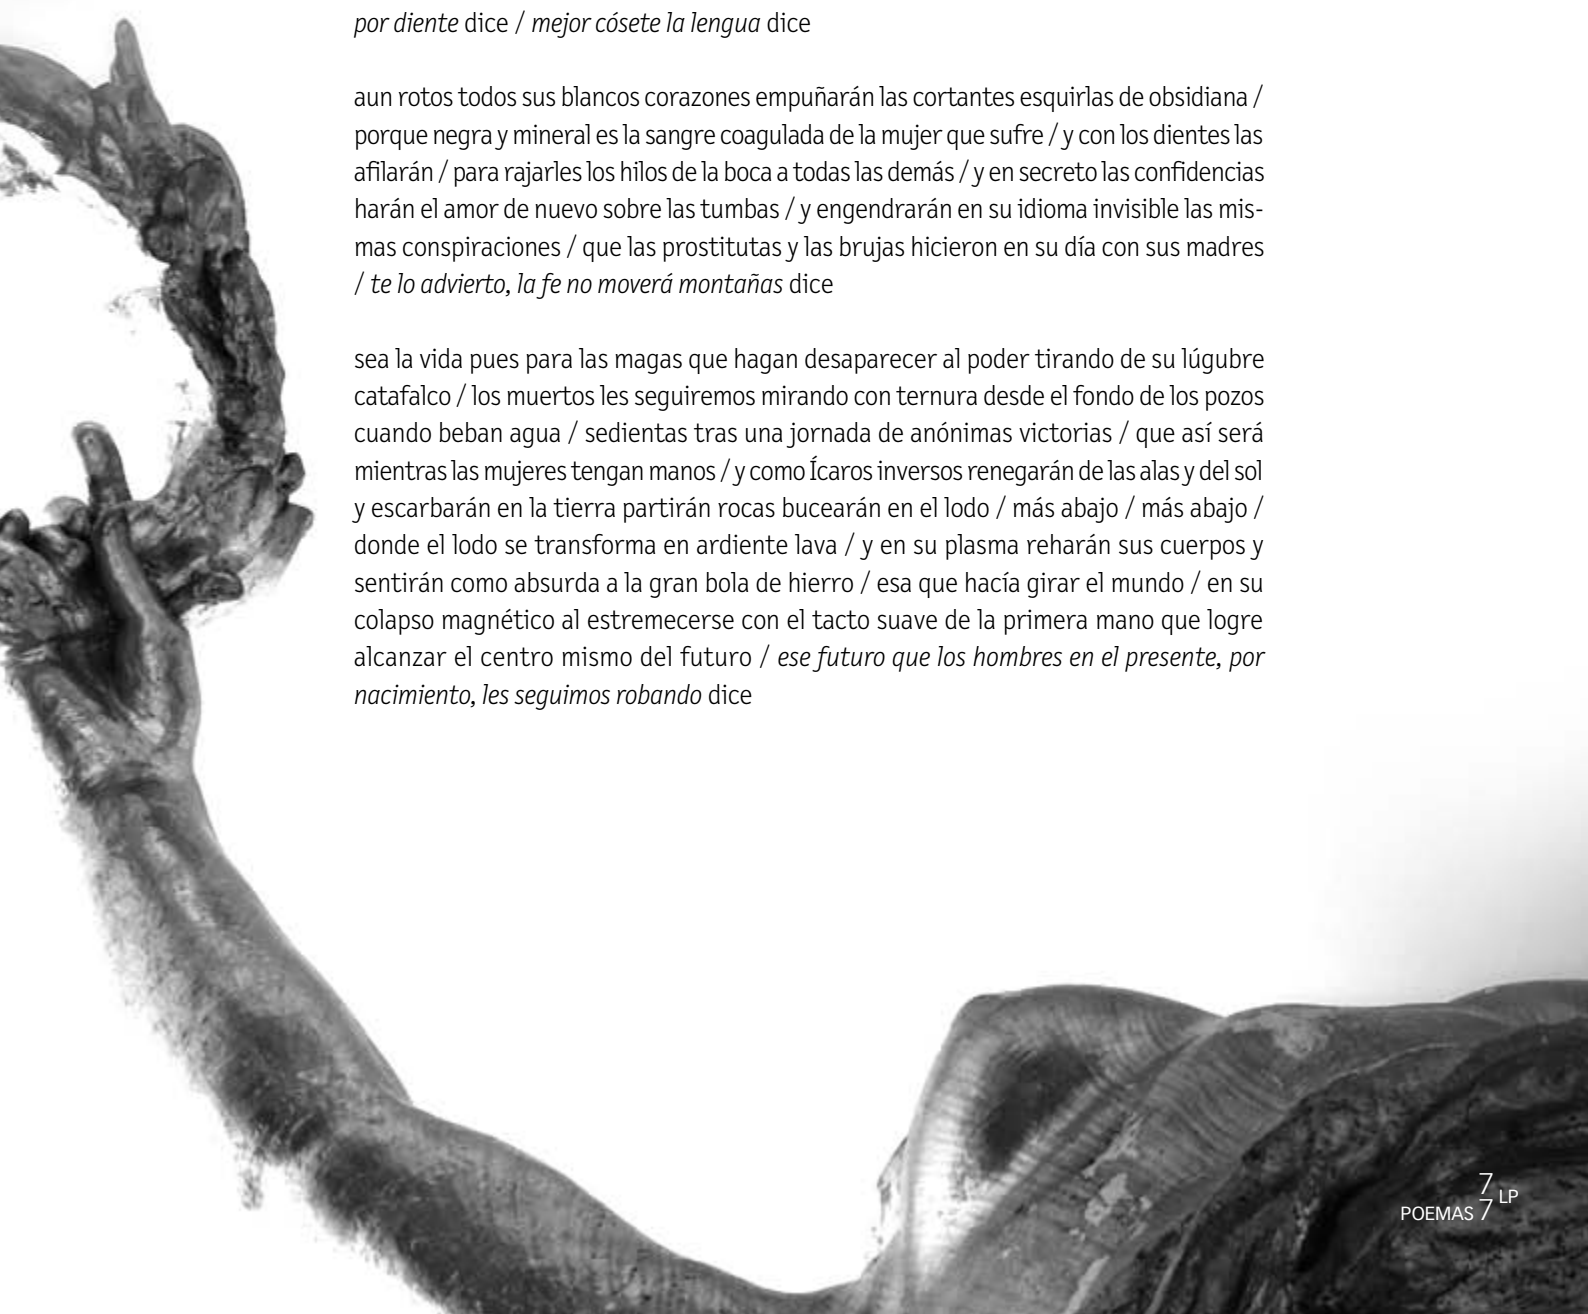 por diente dice / mejor cósete la lengua dice
aun rotos todos sus blancos corazones empuñarán las cortantes esquirlas de obsidiana /
porque negra y mineral es la sangre coagulada de la mujer que sufre / y con los dientes las
afilarán / para rajarles los hilos de la boca a todas las demás / y en secreto las confidencias
harán el amor de nuevo sobre las tumbas / y engendrarán en su idioma invisible las mis-
mas conspiraciones / que las prostitutas y las brujas hicieron en su día con sus madres
/ te lo advierto, la fe no moverá montañas dice
sea la vida pues para las magas que hagan desaparecer al poder tirando de su lúgubre
catafalco / los muertos les seguiremos mirando con ternura desde el fondo de los pozos
cuando beban agua / sedientas tras una jornada de anónimas victorias / que así será
mientras las mujeres tengan manos / y como Ícaros inversos renegarán de las alas y del sol
y escarbarán en la tierra partirán rocas bucearán en el lodo / más abajo / más abajo /
donde el lodo se transforma en ardiente lava / y en su plasma reharán sus cuerpos y
sentirán como absurda a la gran bola de hierro / esa que hacía girar el mundo / en su
colapso magnético al estremecerse con el tacto suave de la primera mano que logre
alcanzar el centro mismo del futuro / ese futuro que los hombres en el presente, por
nacimiento, les seguimos robando dice
7
POEMAS 7 LP